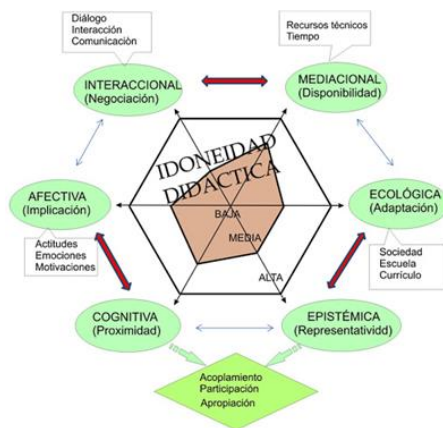 Diálogo
Interacción
Comunicación
Recursos técnicos
Tiempo
INTERACCIONAL
(Negociación)
MEDIACIONAL
(Disponibilidad)
IDONEIDAD
DIDÁCTICA
AFECTIVA
(Implicación)
ECOLÓGICA
(Adaptación)
BAJA
MEDIA
ALTA
Actitudes
Emociones
Motivaciones
Sociedad
Escuela
Currículo
COGNITIVA
(Proximidad)
EPISTÉMICA
(Representatividd)
Acoplamiento
Participación
Apropiación